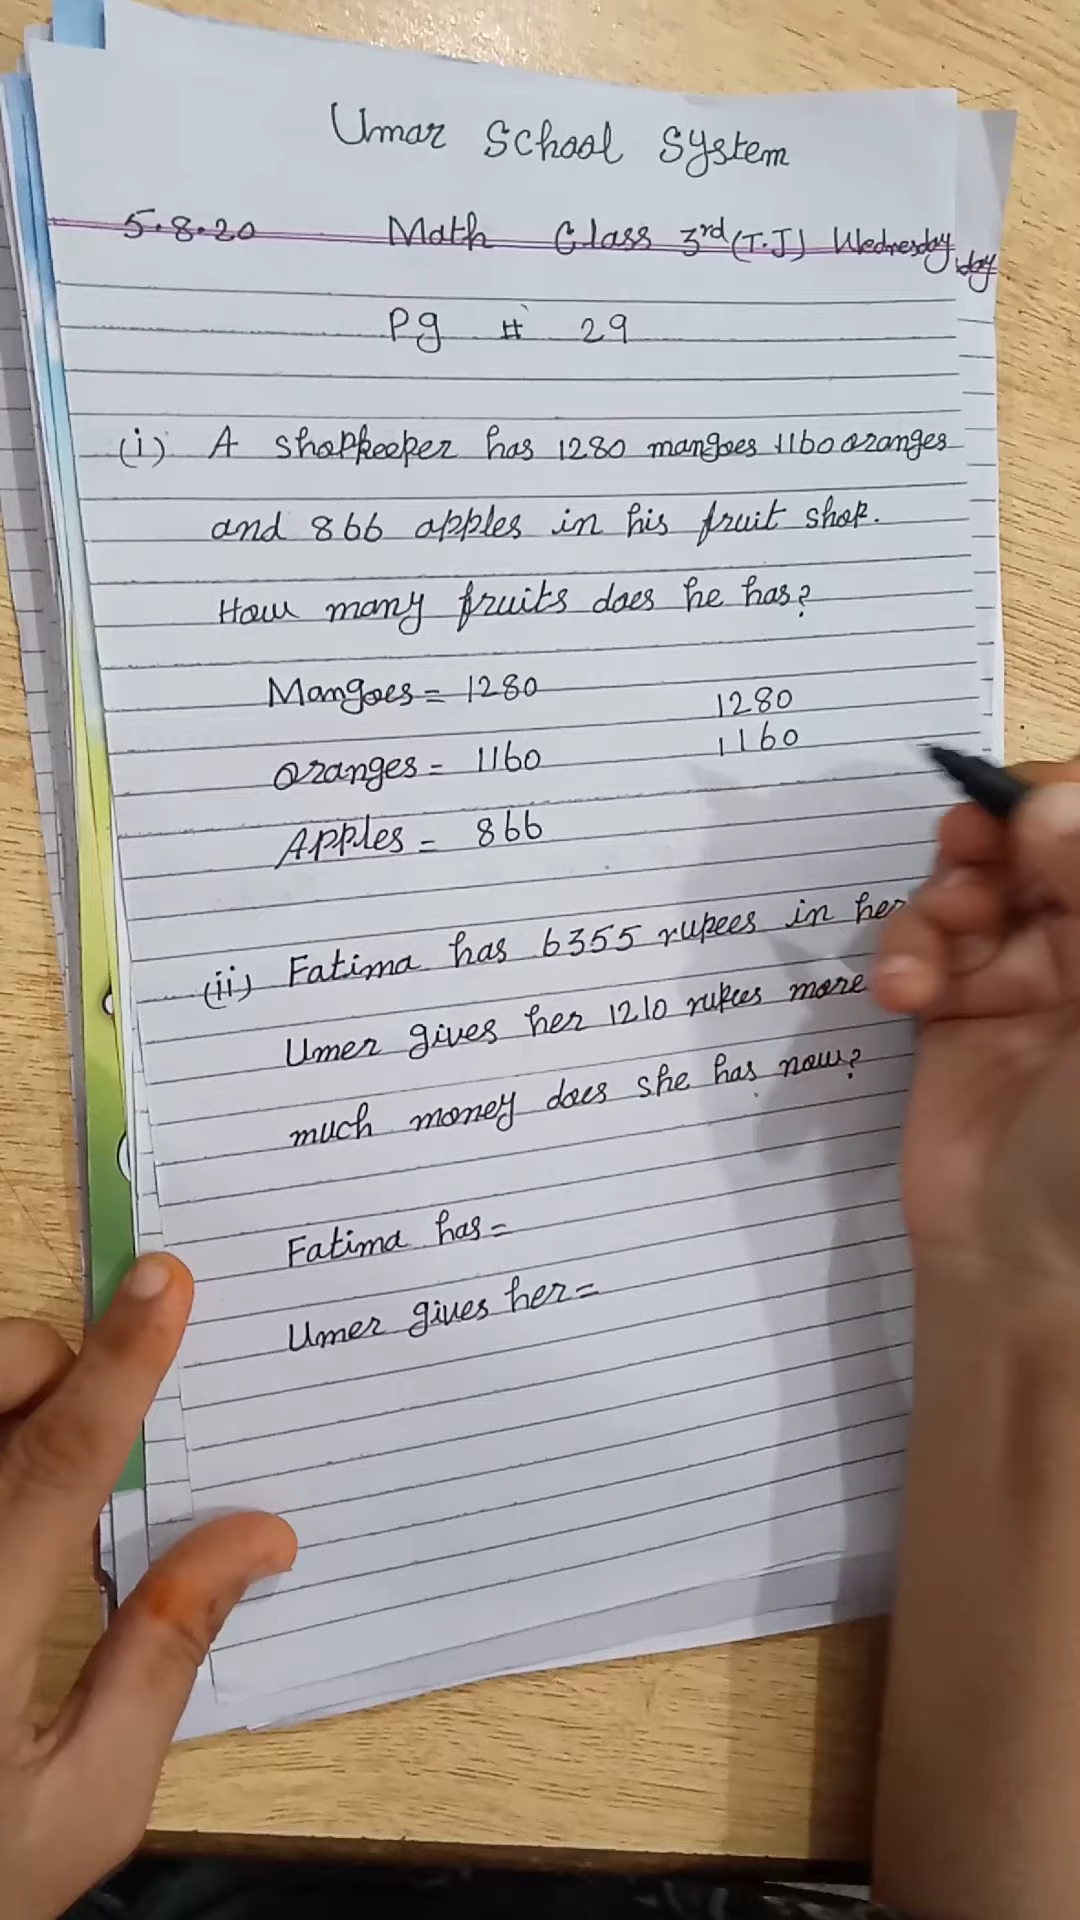 Umar School System
5.8.20 Math Class 3rd (T.J) Wednesday day
Pg # 29
(i) A shopkeeper has 1280 mangoes 1160 oranges
and 866 apples in his fruit shop.
How many fruits does he has?
Mangoes = 1280
1280
Oranges = 1160
1160
Apples = 866
(ii) Fatima has 6355 rupees in her
Umer gives her 1210 rupees more
much money does she has now?
Fatima has =
Umer gives her =